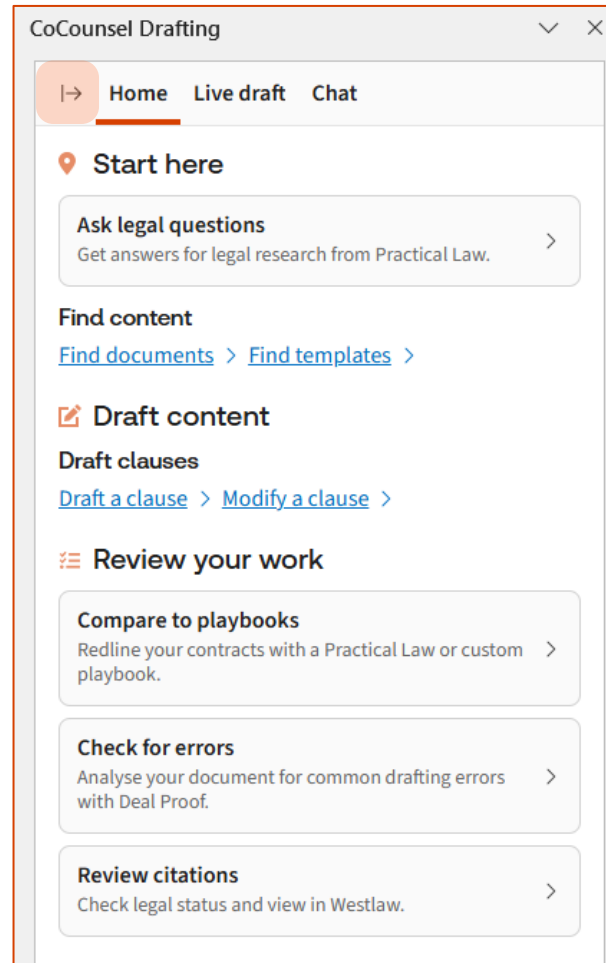 CoCounsel Drafting
Home Live draft Chat
Start here
Ask legal questions
Get answers for legal research from Practical Law.
Find content
Find documents > Find templates >
Draft content
Draft clauses
Draft a clause > Modify a clause >
Review your work
Compare to playbooks
Redline your contracts with a Practical Law or custom
playbook.
Check for errors
Analyse your document for common drafting errors
with Deal Proof.
Review citations
Check legal status and view in Westlaw.